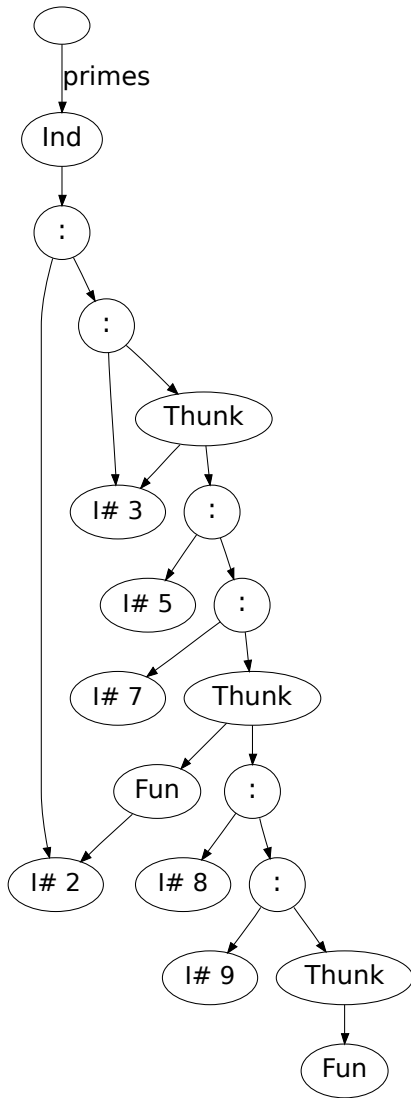 primes
Ind
:
:
Thunk
I# 3
:
I# 5
:
I# 7
Thunk
Fun
:
I# 2
I# 8
:
I# 9
Thunk
Fun